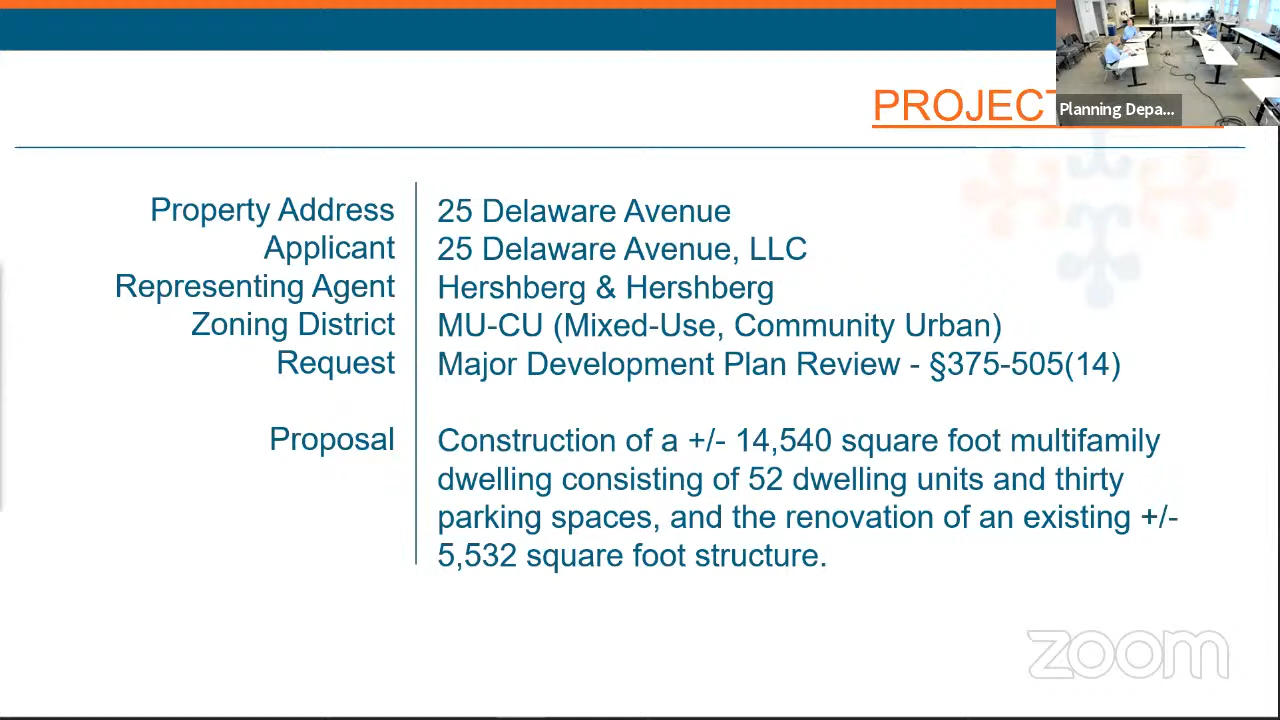 PROJECT
Planning Depa...
Property Address 25 Delaware Avenue
Applicant 25 Delaware Avenue, LLC
Representing Agent Hershberg & Hershberg
Zoning District MU-CU (Mixed-Use, Community Urban)
Request Major Development Plan Review - §375-505(14)
Proposal Construction of a +/- 14,540 square foot multifamily
dwelling consisting of 52 dwelling units and thirty
parking spaces, and the renovation of an existing +/-
5,532 square foot structure.
zoom